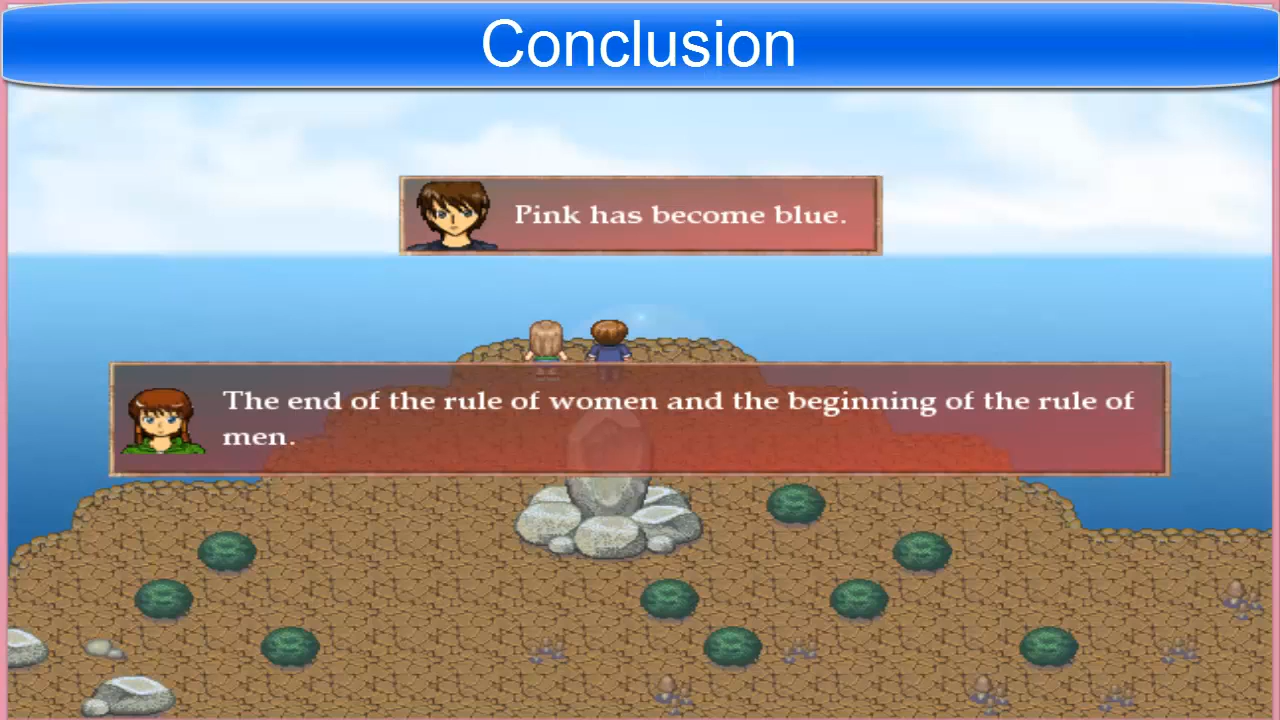 Conclusion
Pink has become blue.
The end of the rule of women and the beginning of the rule of
men.